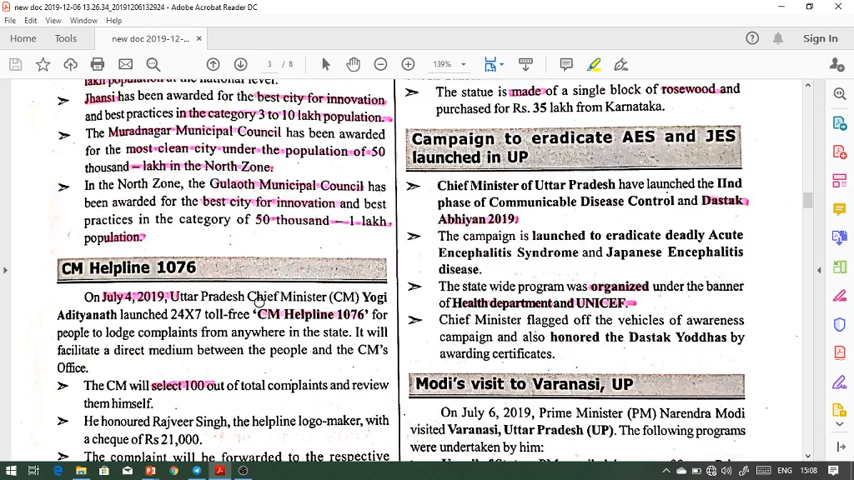 new doc 2019-12-06 13.26.34_20191206132924 - Adobe Acrobat Reader DC
File Edit View Window Help
Home Tools new doc 2019-12-... × Sign In
3 / 8 139%
lakh population at the national level.
➤ Jhansi has been awarded for the best city for innovation
and best practices in the category 3 to 10 lakh population.
➤ The Muradnagar Municipal Council has been awarded
for the most clean city under the population of 50
thousand – lakh in the North Zone.
➤ In the North Zone, the Gulaoth Municipal Council has
been awarded for the best city for innovation and best
practices in the category of 50 thousand – 1 lakh
population.
CM Helpline 1076
On July 4, 2019, Uttar Pradesh Chief Minister (CM) Yogi
Adityanath launched 24X7 toll-free 'CM Helpline 1076' for
people to lodge complaints from anywhere in the state. It will
facilitate a direct medium between the people and the CM's
Office.
➤ The CM will select 100 out of total complaints and review
them himself.
➤ He honoured Rajveer Singh, the helpline logo-maker, with
a cheque of Rs 21,000.
➤ The complaint will be forwarded to the respective
➤ The statue is made of a single block of rosewood and
purchased for Rs. 35 lakh from Karnataka.
Campaign to eradicate AES and JES
launched in UP
➤ Chief Minister of Uttar Pradesh have launched the IInd
phase of Communicable Disease Control and Dastak
Abhiyan 2019.
➤ The campaign is launched to eradicate deadly Acute
Encephalitis Syndrome and Japanese Encephalitis
disease.
➤ The state wide program was organized under the banner
of Health department and UNICEF.
➤ Chief Minister flagged off the vehicles of awareness
campaign and also honored the Dastak Yoddhas by
awarding certificates.
Modi's visit to Varanasi, UP
On July 6, 2019, Prime Minister (PM) Narendra Modi
visited Varanasi, Uttar Pradesh (UP). The following programs
were undertaken by him:
ENG 15:08